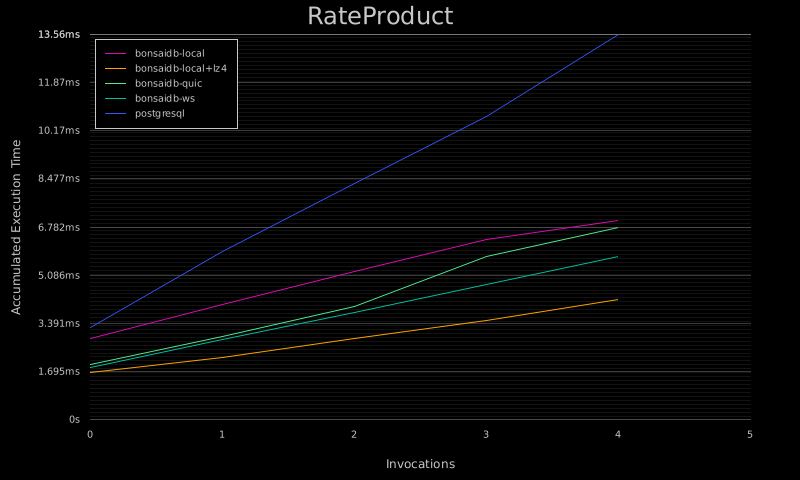 RateProduct
13.56ms
bonsaidb-local
bonsaidb-local+lz4
bonsaidb-quic
bonsaidb-ws
postgresql
11.87ms
10.17ms
8.477ms
6.782ms
5.086ms
3.391ms
1.695ms
0s
Accumulated Execution Time
0 1 2 3 4 5
Invocations